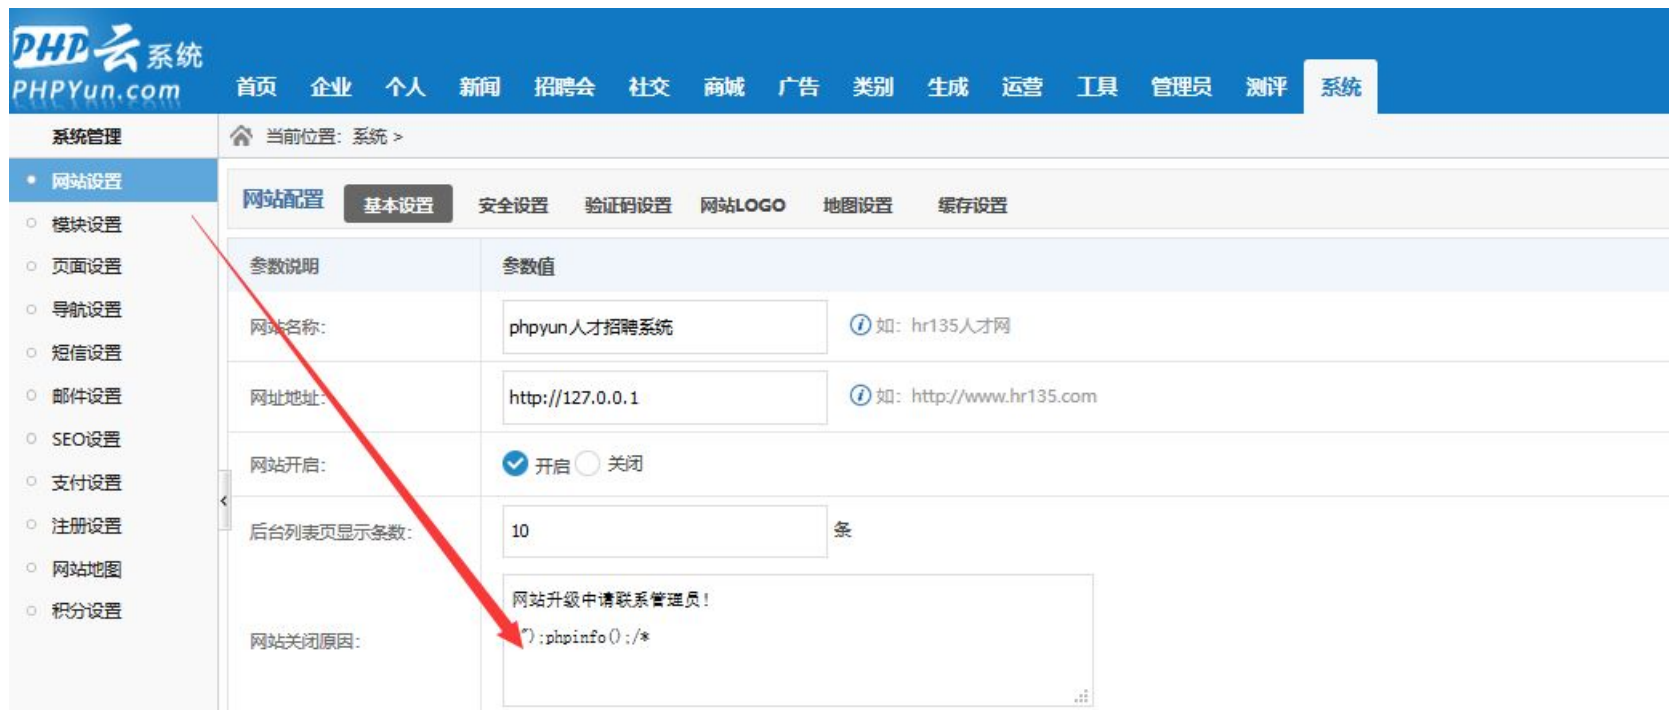 PHP云系统
PHPYun.com
首页 企业 个人 新闻 招聘会 社交 商城 广告 类别 生成 运营 工具 管理员 测评 系统
系统管理
当前位置：系统 >
网站设置
模块设置
页面设置
导航设置
短信设置
邮件设置
SEO设置
支付设置
注册设置
网站地图
积分设置
网站配置 基本设置 安全设置 验证码设置 网站LOGO 地图设置 缓存设置
参数说明 参数值
网站名称： phpyun人才招聘系统 如：hr135人才网
网址地址： http://127.0.0.1 如：http://www.hr135.com
网站开启： 开启 关闭
后台列表页显示条数： 10 条
网站关闭原因： 网站升级中请联系管理员！
");phpinfo();/*